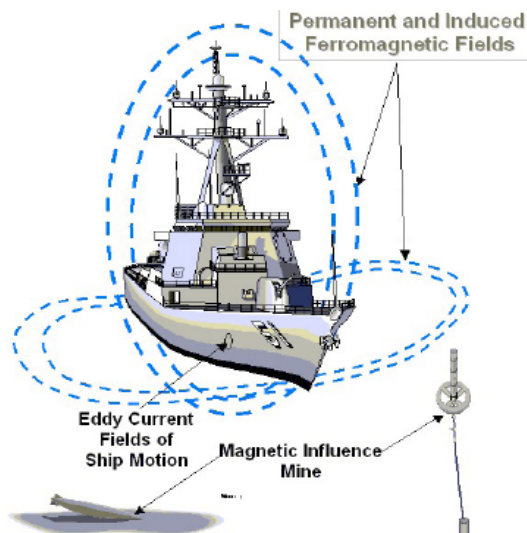 Permanent and Induced
Ferromagnetic Fields
Eddy Current
Fields of
Ship Motion
Magnetic Influence
Mine